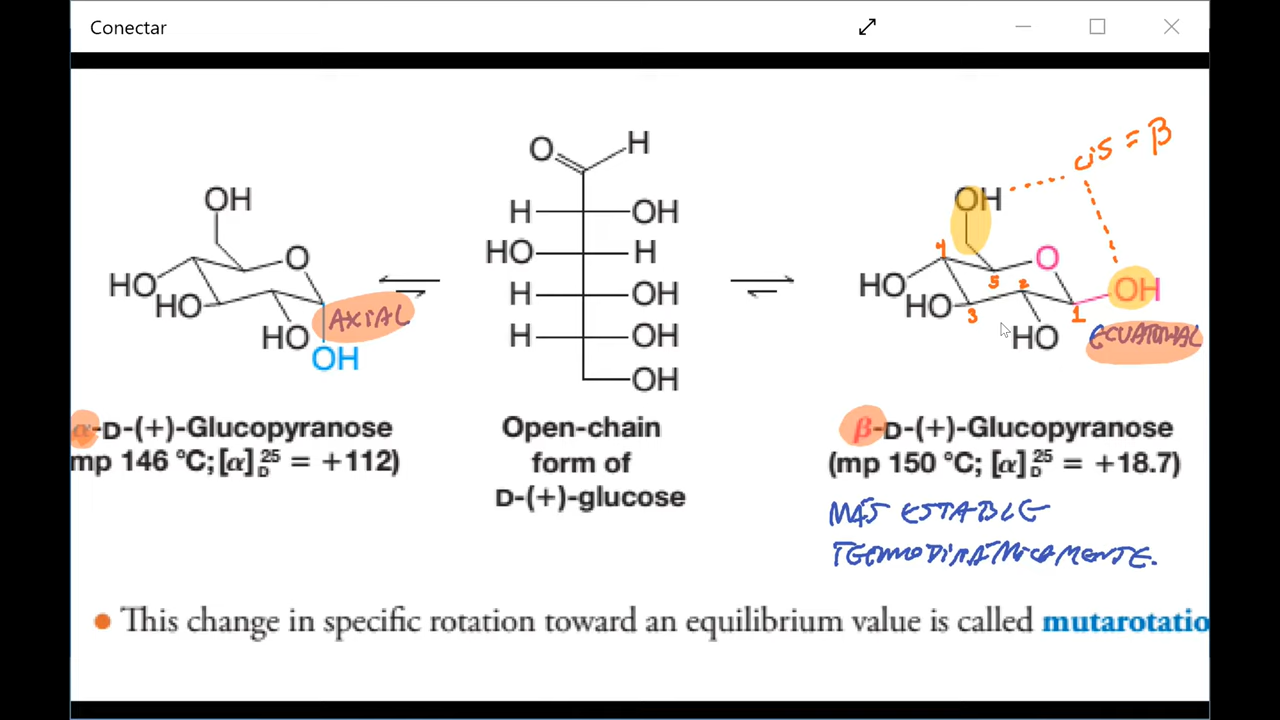 Conectar
cis = β
O H
H OH
HO H
H OH
H OH
OH
OH
O
HO
HO
HO
OH
AXIAL
OH
O
HO
HO
HO
OH
4
5
2
3
1
ECUATORIAL
α-D-(+)-Glucopyranose
mp 146 °C; [α]D25 = +112)
Open-chain
form of
D-(+)-glucose
β-D-(+)-Glucopyranose
(mp 150 °C; [α]D25 = +18.7)
MÁS ESTABLE
TERMODINÁMICAMENTE.
• This change in specific rotation toward an equilibrium value is called mutarotatio